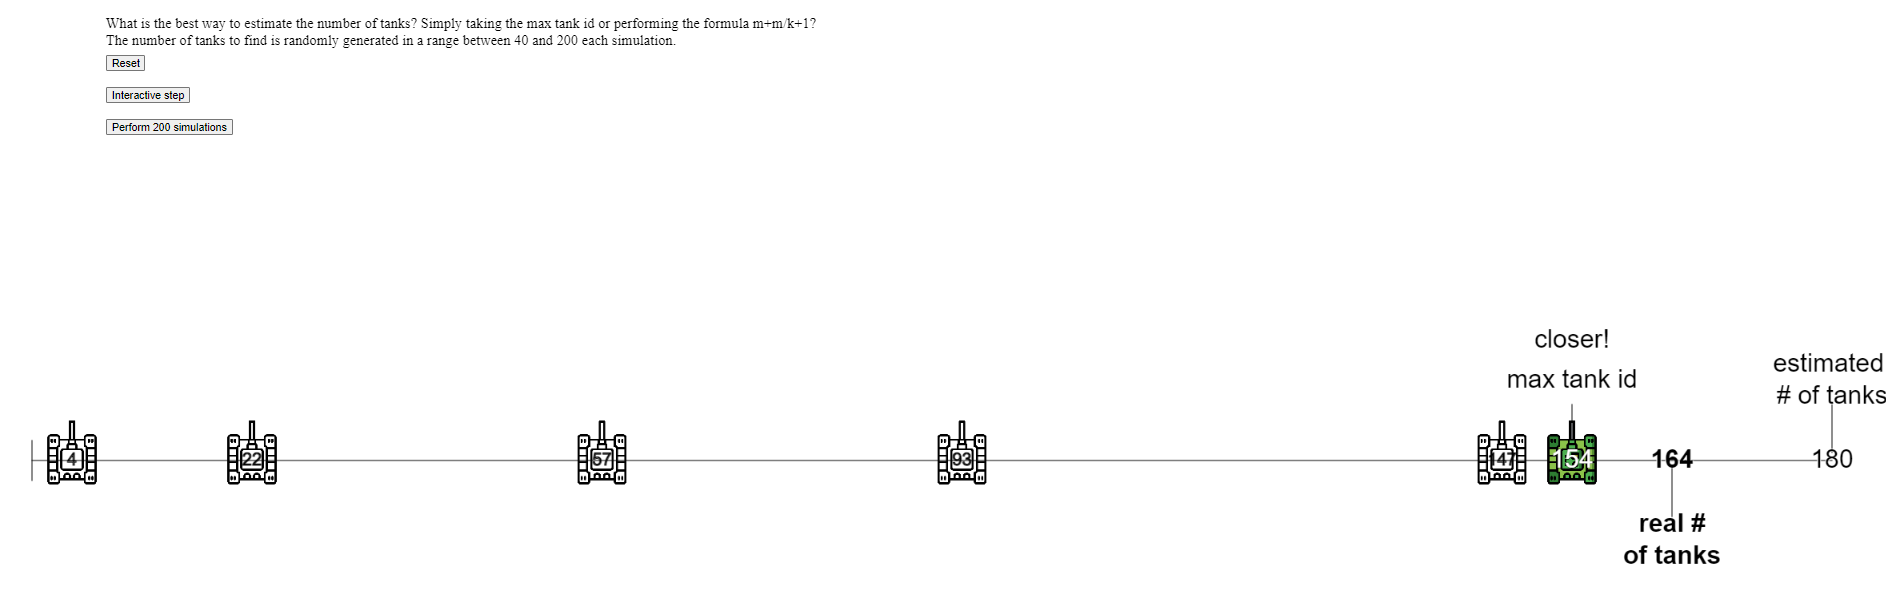 What is the best way to estimate the number of tanks? Simply taking the max tank id or performing the formula m+m/k+1?
The number of tanks to find is randomly generated in a range between 40 and 200 each simulation.
Reset
Interactive step
Perform 200 simulations
closer!
max tank id
estimated
# of tanks
4
22
57
93
147
154
164
180
real #
of tanks